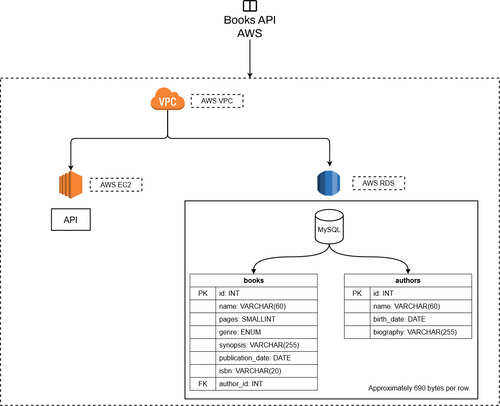 Books API
AWS
VPC
AWS VPC
AWS EC2
AWS RDS
API
MySQL
books
PK id: INT
name: VARCHAR(60)
pages: SMALLINT
genre: ENUM
synopsis: VARCHAR(255)
publication_date: DATE
isbn: VARCHAR(20)
FK author_id: INT
authors
PK id: INT
name: VARCHAR(60)
birth_date: DATE
biography: VARCHAR(255)
Approximately 690 bytes per row.